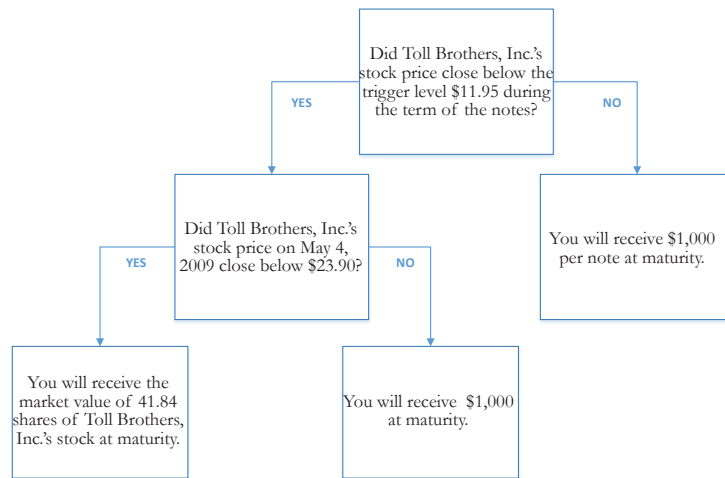 Did Toll Brothers, Inc.'s
stock price close below the
trigger level $11.95 during
the term of the notes?
YES
NO
Did Toll Brothers, Inc.'s
stock price on May 4,
2009 close below $23.90?
You will receive $1,000
per note at maturity.
YES
NO
You will receive the
market value of 41.84
shares of Toll Brothers,
Inc.'s stock at maturity.
You will receive $1,000
at maturity.